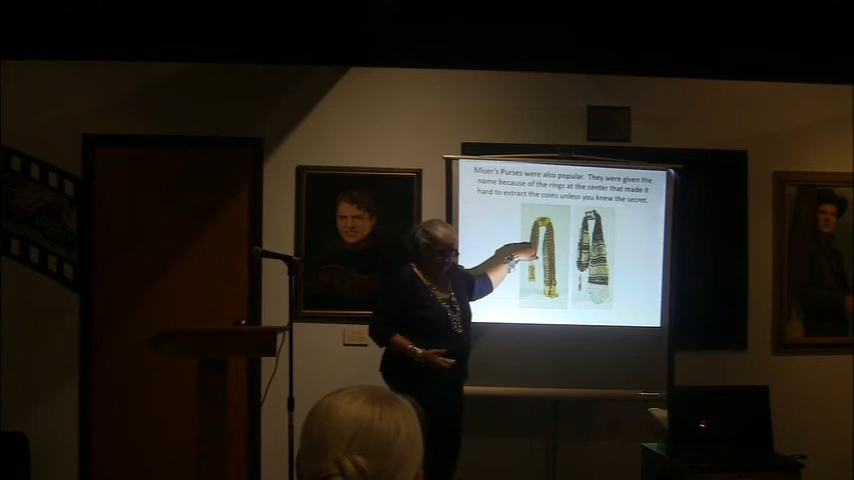 Miser's Purses were also popular.  They were given the
name because of the rings at the center that made it
hard to extract the coins unless you knew the secret.